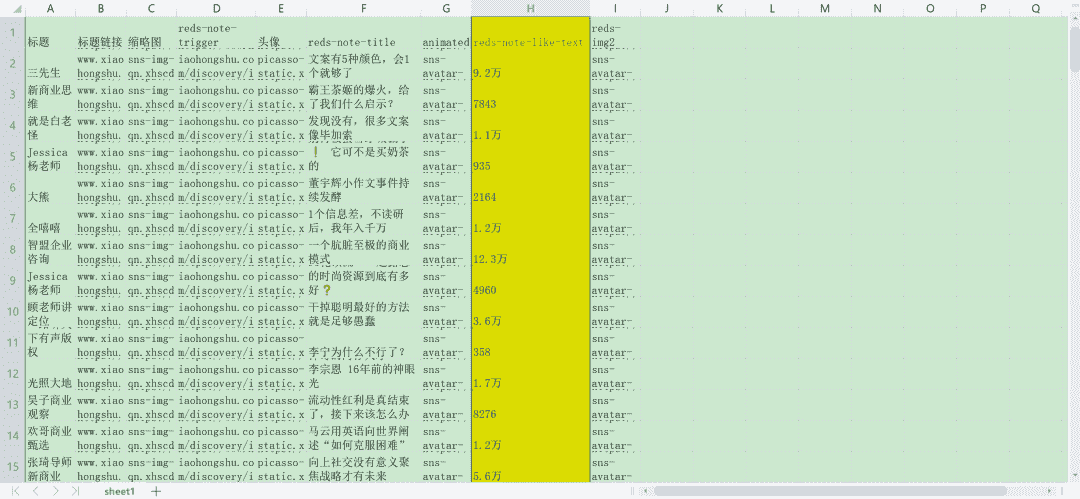 A B C D E F G H I J K L M N O P Q
1 标题 标题链接 缩略图 reds-note-trigger 头像 reds-note-title animated reds-note-like-text reds-img2
2 三先生 www.xiaohongshu. sns-img-qn.xhscd iaohongshu.com/discovery/i picasso-static.x 文案有5种颜色，会1个就够了 sns-avatar- 9.2万 sns-avatar-
3 新商业思维 www.xiaohongshu. sns-img-qn.xhscd iaohongshu.com/discovery/i picasso-static.x 霸王茶姬的爆火，给了我们什么启示？ sns-avatar- 7843 sns-avatar-
4 就是白老怪 www.xiaohongshu. sns-img-qn.xhscd iaohongshu.com/discovery/i picasso-static.x 发现没有，很多文案像毕加索 sns-avatar- 1.1万 sns-avatar-
5 Jessica杨老师 www.xiaohongshu. sns-img-qn.xhscd iaohongshu.com/discovery/i picasso-static.x ❗ 它可不是买奶茶的 sns-avatar- 935 sns-avatar-
6 大熊 www.xiaohongshu. sns-img-qn.xhscd iaohongshu.com/discovery/i picasso-static.x 董宇辉小作文事件持续发酵 sns-avatar- 2164 sns-avatar-
7 全嘻嘻 www.xiaohongshu. sns-img-qn.xhscd iaohongshu.com/discovery/i picasso-static.x 1个信息差，不读研后，我年入千万 sns-avatar- 1.2万 sns-avatar-
8 智盟企业咨询 www.xiaohongshu. sns-img-qn.xhscd iaohongshu.com/discovery/i picasso-static.x 一个肮脏至极的商业模式 sns-avatar- 12.3万 sns-avatar-
9 Jessica杨老师 www.xiaohongshu. sns-img-qn.xhscd iaohongshu.com/discovery/i picasso-static.x 的时尚资源到底有多好❓ sns-avatar- 4960 sns-avatar-
10 顾老师讲定位 www.xiaohongshu. sns-img-qn.xhscd iaohongshu.com/discovery/i picasso-static.x 干掉聪明最好的方法就是足够愚蠢 sns-avatar- 3.6万 sns-avatar-
11 下有声版权 www.xiaohongshu. sns-img-qn.xhscd iaohongshu.com/discovery/i picasso-static.x 李宁为什么不行了？ sns-avatar- 358 sns-avatar-
12 光照大地 www.xiaohongshu. sns-img-qn.xhscd iaohongshu.com/discovery/i picasso-static.x 李宗恩 16年前的神眼光 sns-avatar- 1.7万 sns-avatar-
13 吴子商业观察 www.xiaohongshu. sns-img-qn.xhscd iaohongshu.com/discovery/i picasso-static.x 流动性红利是真结束了，接下来该怎么办 sns-avatar- 8276 sns-avatar-
14 欢哥商业甄选 www.xiaohongshu. sns-img-qn.xhscd iaohongshu.com/discovery/i picasso-static.x 马云用英语向世界阐述“如何克服困难” sns-avatar- 1.2万 sns-avatar-
15 张琦导师新商业 www.xiaohongshu. sns-img-qn.xhscd iaohongshu.com/discovery/i picasso-static.x 向上社交没有意义聚焦战略才有未来 sns-avatar- 5.6万 sns-avatar-
sheet1